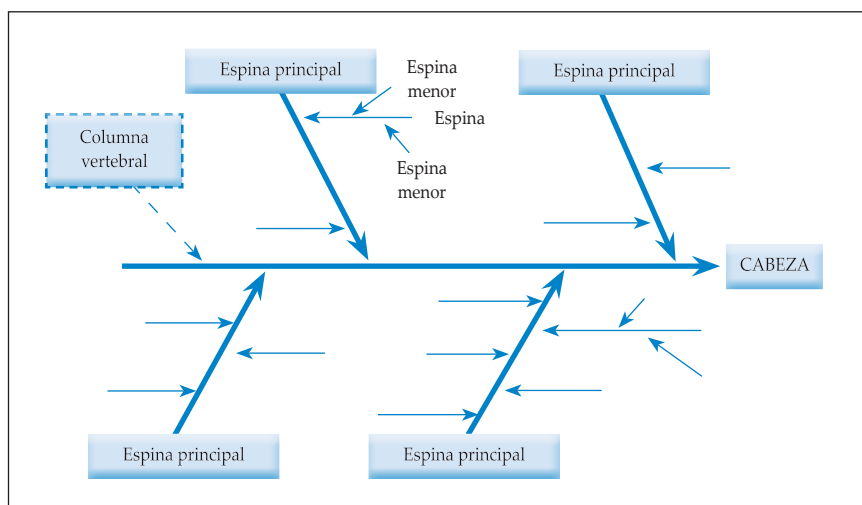 Espina principal
Espina
menor
Espina principal
Espina
Columna
vertebral
Espina
menor
CABEZA
Espina principal
Espina principal